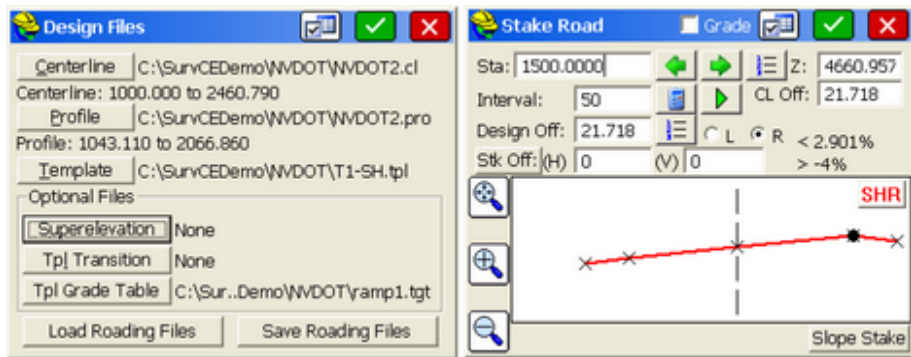 Design Files
Centerline C:\SurvCEDemo\NVDOT\NVDOT2.cl
Centerline: 1000.000 to 2460.790
Profile C:\SurvCEDemo\NVDOT\NVDOT2.pro
Profile: 1043.110 to 2066.860
Template C:\SurvCEDemo\NVDOT\T1-SH.tpl
Optional Files
Superelevation None
Tpl Transition None
Tpl Grade Table C:\Sur..Demo\NVDOT\ramp1.tgt
Load Roading Files Save Roading Files
Stake Road Grade
Sta: 1500.0000 Z: 4660.957
Interval: 50 CL Off: 21.718
Design Off: 21.718 L R < 2.901%
Stk Off: (H) 0 (V) 0 > -4%
SHR
Slope Stake